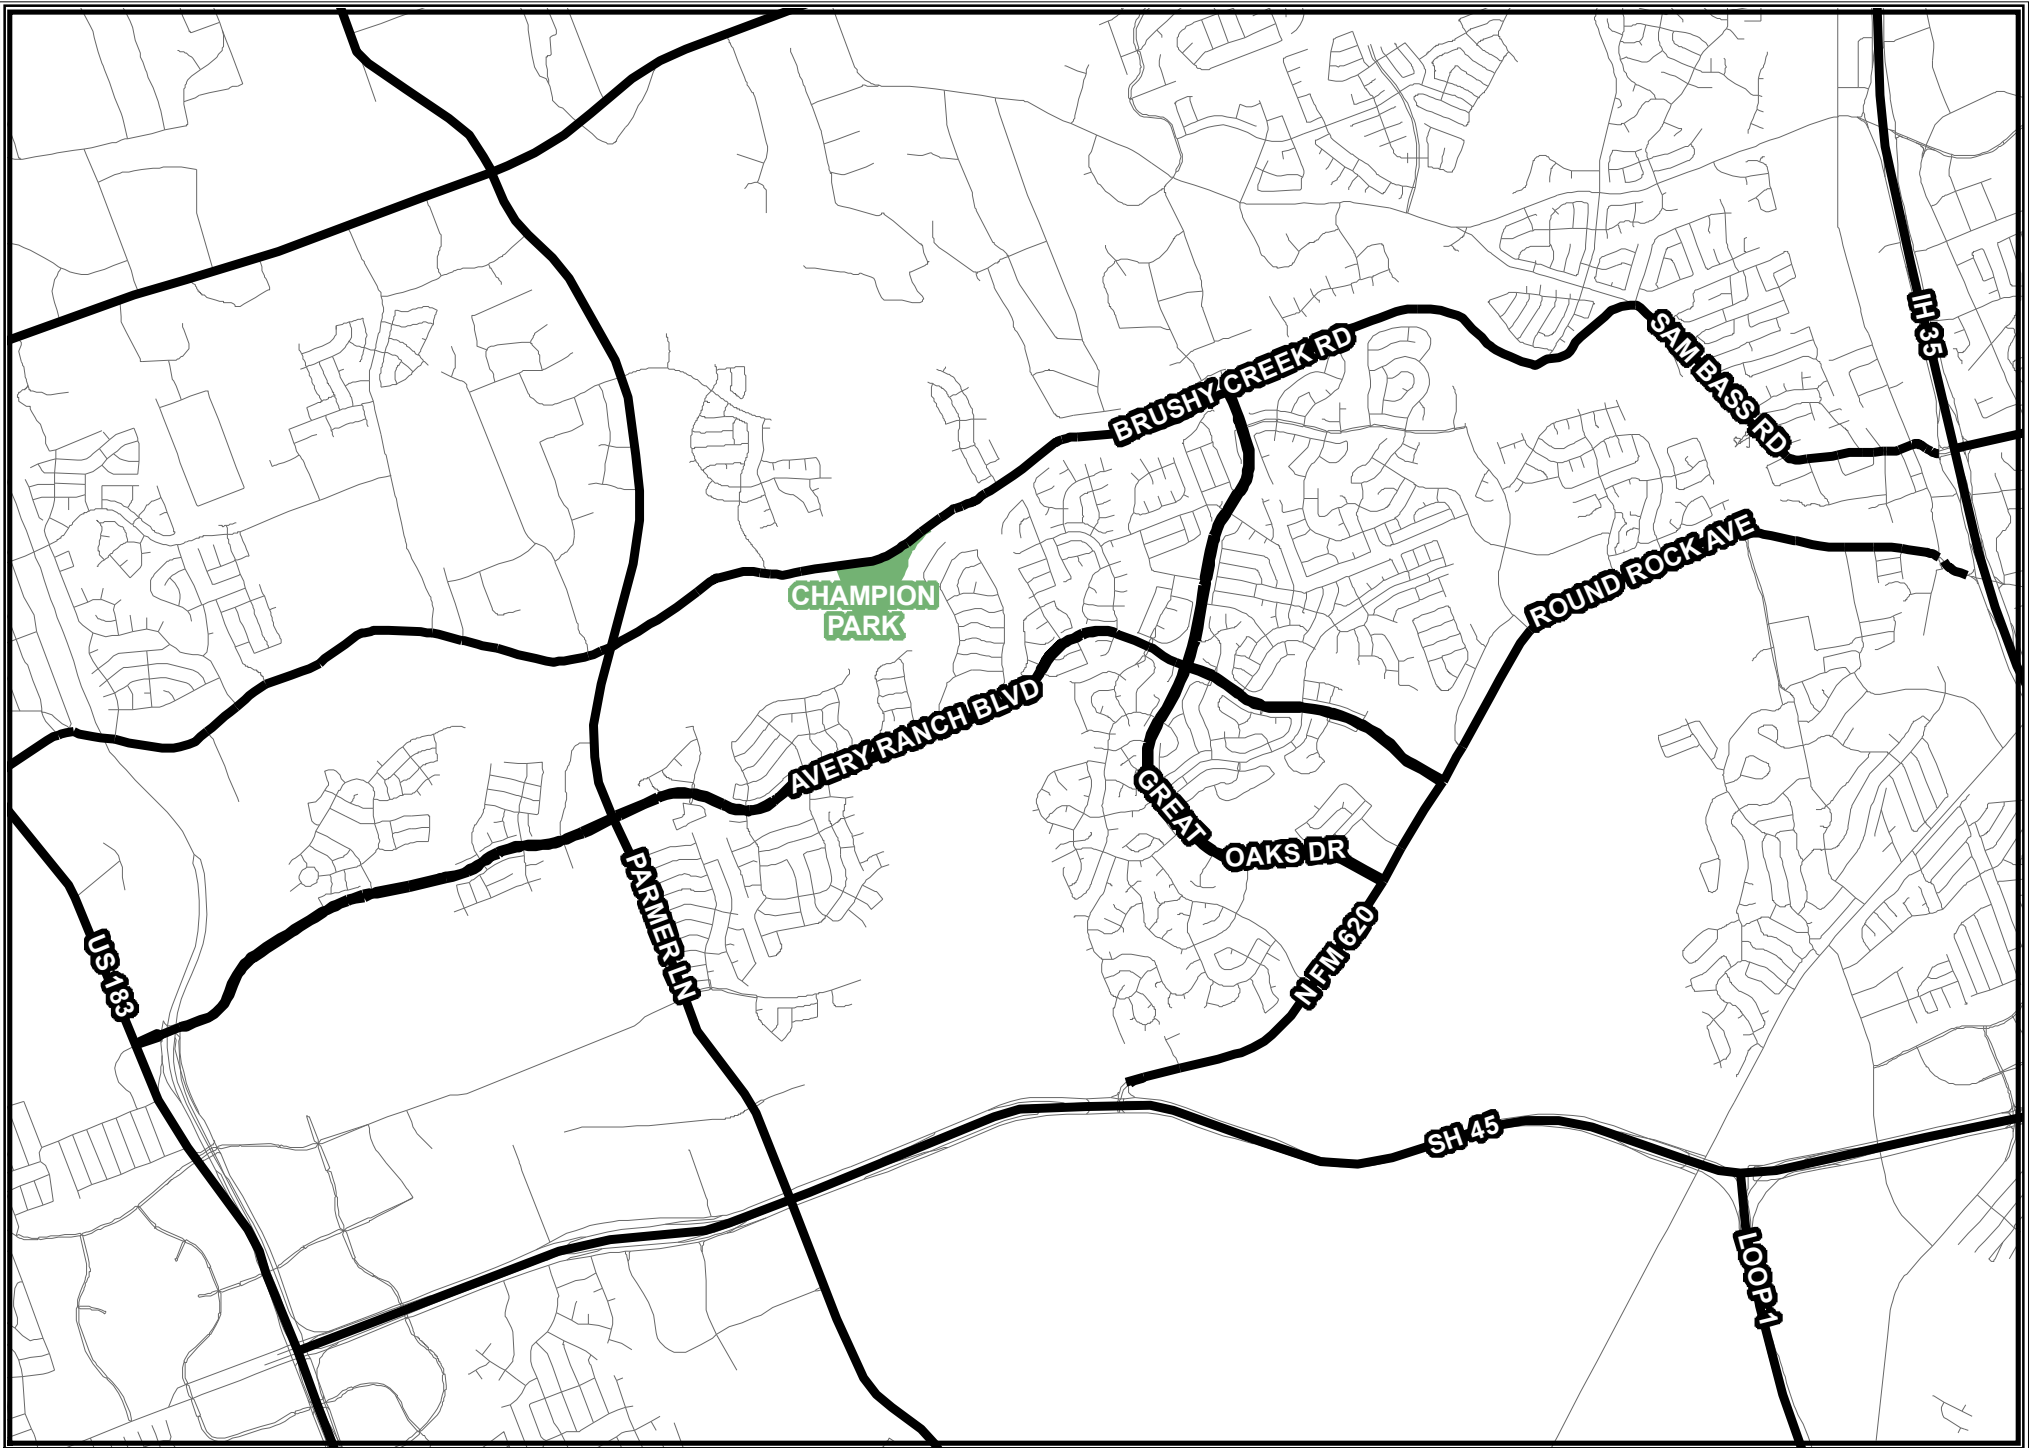 IH 35
SAM BASS RD
BRUSHY CREEK RD
ROUND ROCK AVE
CHAMPION
PARK
AVERY RANCH BLVD
GREAT
OAKS DR
PARMER LN
N FM 620
US 183
SH 45
LOOP 1